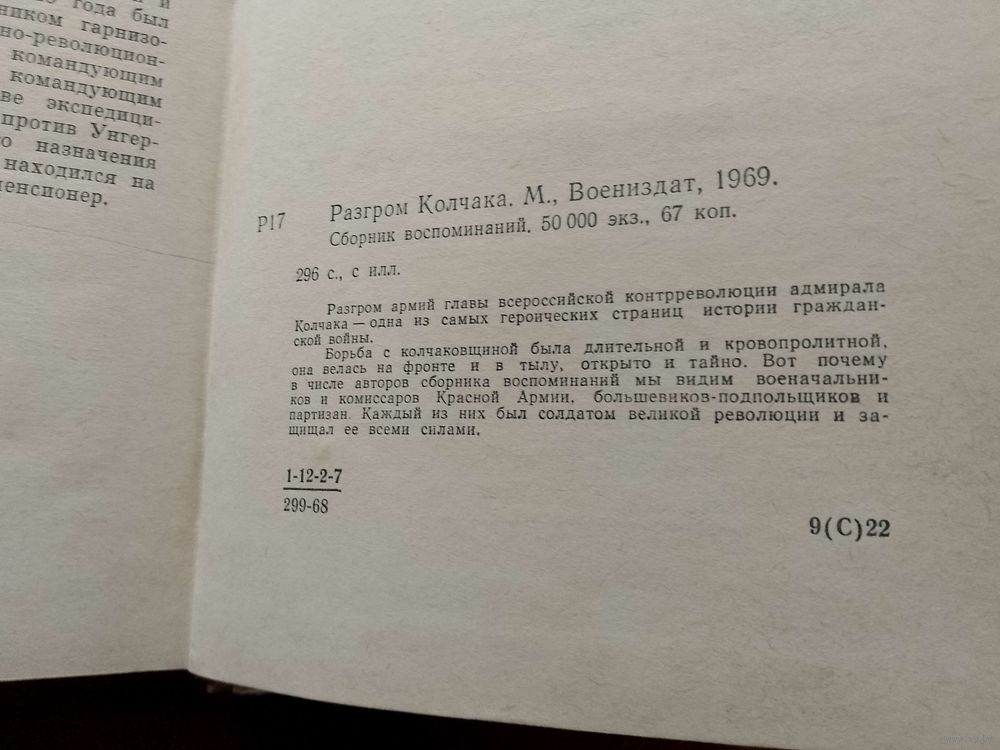 года был
ником гарнизо-
но-революцион-
командующим
командующим
ве экспедици-
против Унгер-
о назначения
находился на
пенсионер.
Р17
Разгром Колчака. М., Воениздат, 1969.
Сборник воспоминаний. 50 000 экз., 67 коп.
296 с., с илл.
Разгром армий главы всероссийской контрреволюции адмирала
Колчака — одна из самых героических страниц истории граждан-
ской войны.
Борьба с колчаковщиной была длительной и кровопролитной,
она велась на фронте и в тылу, открыто и тайно. Вот почему
в числе авторов сборника воспоминаний мы видим военачальни-
ков и комиссаров Красной Армии, большевиков-подпольщиков и
партизан. Каждый из них был солдатом великой революции и за-
щищал ее всеми силами.
1-12-2-7
299-68
9(С)22